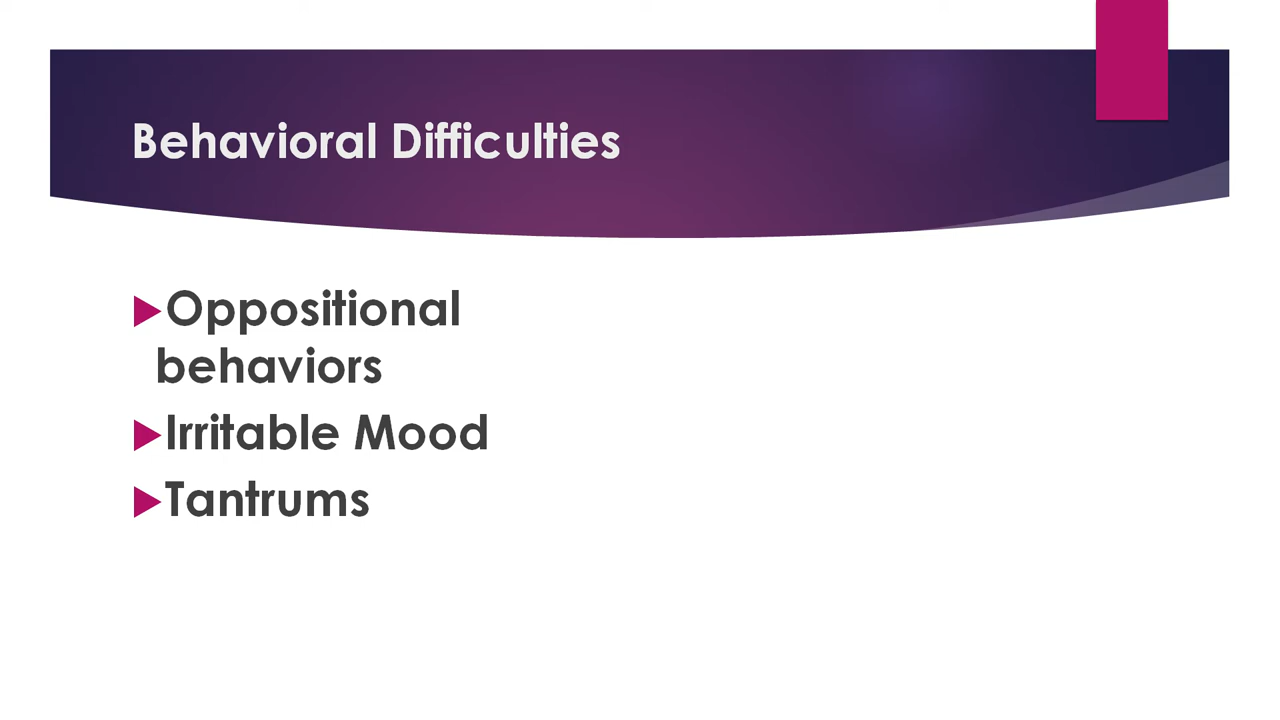 Behavioral Difficulties
Oppositional
behaviors
Irritable Mood
Tantrums